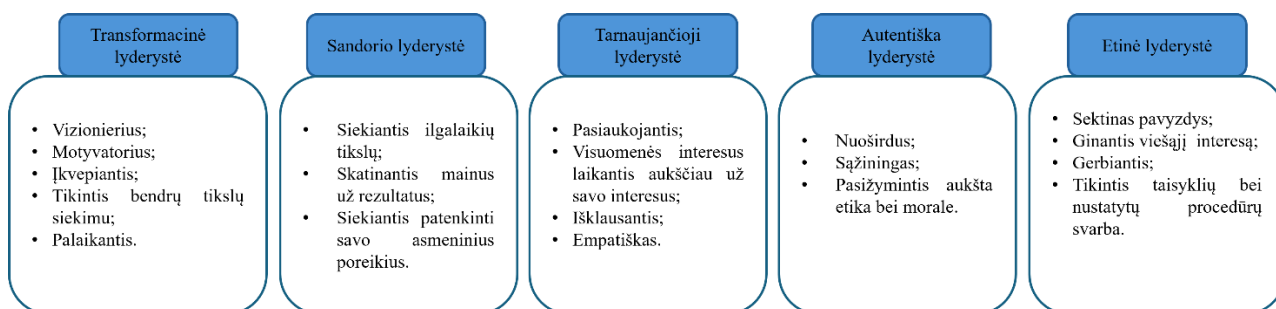 Transformacinė
lyderystė
• Vizionierius;
• Motyvatorius;
• Įkvepiantis;
• Tikintis bendrų tikslų
siekimu;
• Palaikantis.
Sandorio lyderystė
• Siekiantis ilgalaikių
tikslų;
• Skatinantis mainus
už rezultatus;
• Siekiantis patenkinti
savo asmeninius
poreikius.
Tarnaujančioji
lyderystė
• Pasiaukojantis;
• Visuomenės interesus
laikantis aukščiau už
savo interesus;
• Išklausantis;
• Empatiškas.
Autentiška
lyderystė
• Nuoširdus;
• Sąžiningas;
• Pasižymintis aukšta
etika bei morale.
Etinė lyderystė
• Sektinas pavyzdys;
• Ginantis viešąjį interesą;
• Gerbiantis;
• Tikintis taisyklių bei
nustatytų procedūrų
svarba.